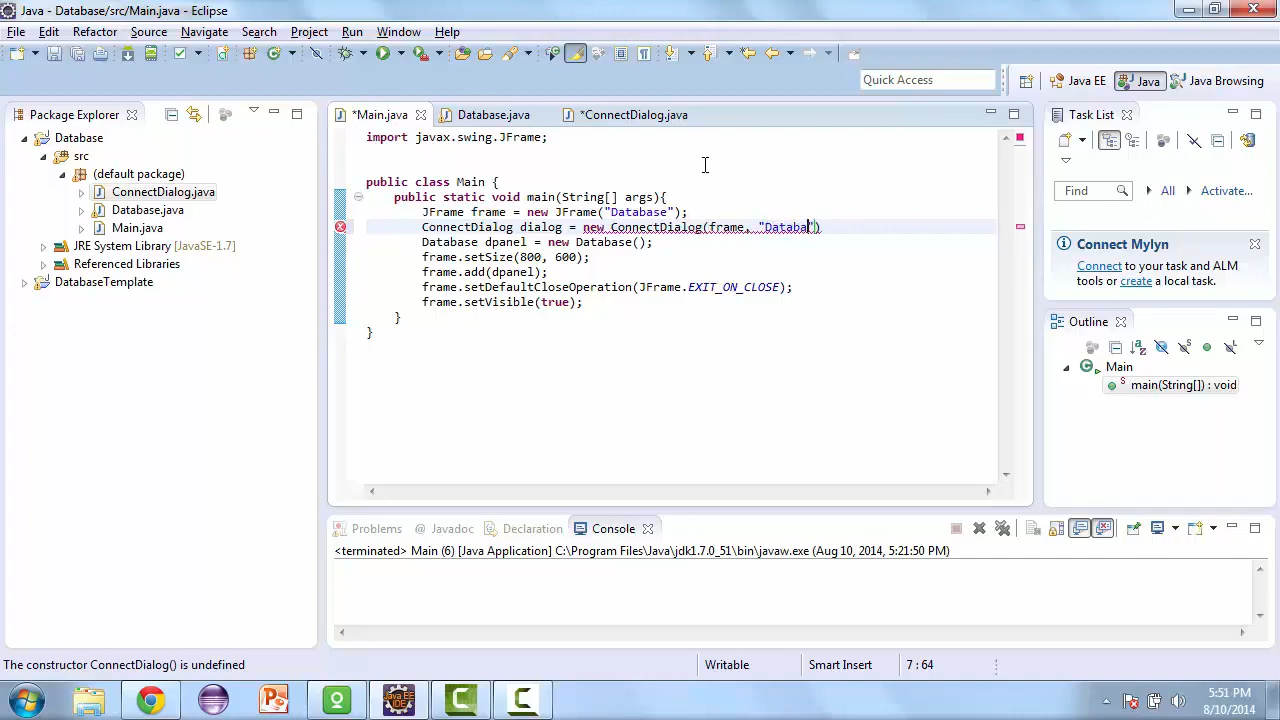 Java - Database/src/Main.java - Eclipse
File Edit Refactor Source Navigate Search Project Run Window Help
Quick Access
Java EE
Java
Java Browsing
Package Explorer
Database
src
(default package)
ConnectDialog.java
Database.java
Main.java
JRE System Library [JavaSE-1.7]
Referenced Libraries
DatabaseTemplate
*Main.java
Database.java
*ConnectDialog.java
import javax.swing.JFrame;
public class Main {
public static void main(String[] args){
JFrame frame = new JFrame("Database");
ConnectDialog dialog = new ConnectDialog(frame, "Databa")
Database dpanel = new Database();
frame.setSize(800, 600);
frame.add(dpanel);
frame.setDefaultCloseOperation(JFrame.EXIT_ON_CLOSE);
frame.setVisible(true);
}
}
Task List
Find
All
Activate...
Connect Mylyn
Connect to your task and ALM
tools or create a local task.
Outline
Main
main(String[]) : void
Problems
@ Javadoc
Declaration
Console
<terminated> Main (6) [Java Application] C:\Program Files\Java\jdk1.7.0_51\bin\javaw.exe (Aug 10, 2014, 5:21:50 PM)
The constructor ConnectDialog() is undefined
Writable
Smart Insert
7 : 64
Java EE
IDE
5:51 PM
8/10/2014